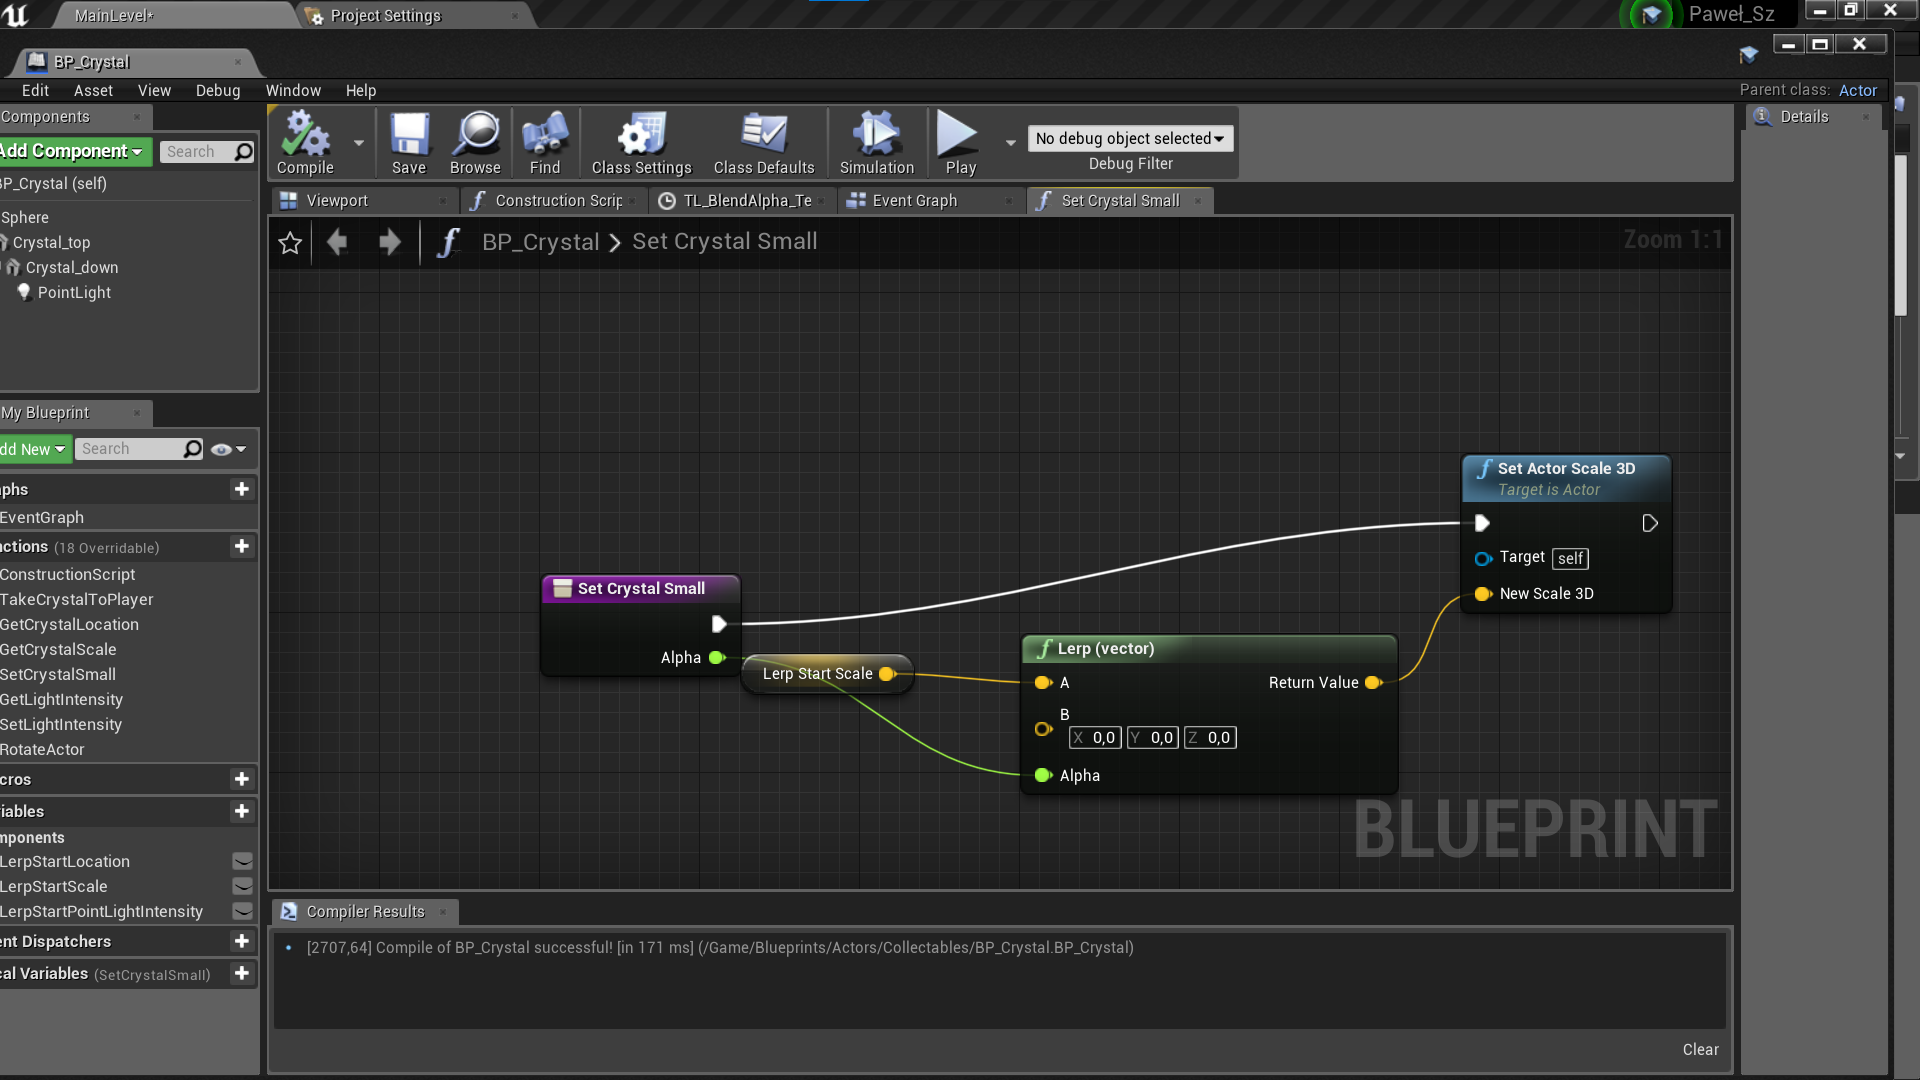 MainLevel*
Project Settings
Paweł_Sz
BP_Crystal
Edit Asset View Debug Window Help
Parent class: Actor
Components
Add Component
Search
BP_Crystal (self)
Sphere
Crystal_top
Crystal_down
PointLight
Compile
Save
Browse
Find
Class Settings
Class Defaults
Simulation
Play
No debug object selected
Debug Filter
Details
Viewport
Construction Scrip
TL_BlendAlpha_Te
Event Graph
Set Crystal Small
BP_Crystal > Set Crystal Small
Zoom 1:1
My Blueprint
dd New
Search
phs
EventGraph
nctions (18 Overridable)
ConstructionScript
TakeCrystalToPlayer
GetCrystalLocation
GetCrystalScale
SetCrystalSmall
GetLightIntensity
SetLightIntensity
RotateActor
cros
iables
mponents
LerpStartLocation
LerpStartScale
LerpStartPointLightIntensity
ent Dispatchers
cal Variables (SetCrystalSmall)
Set Crystal Small
Alpha
Lerp Start Scale
Lerp (vector)
A
Return Value
B
X 0,0 Y 0,0 Z 0,0
Alpha
Set Actor Scale 3D
Target is Actor
Target self
New Scale 3D
BLUEPRINT
Compiler Results
[2707,64] Compile of BP_Crystal successful! [in 171 ms] (/Game/Blueprints/Actors/Collectables/BP_Crystal.BP_Crystal)
Clear